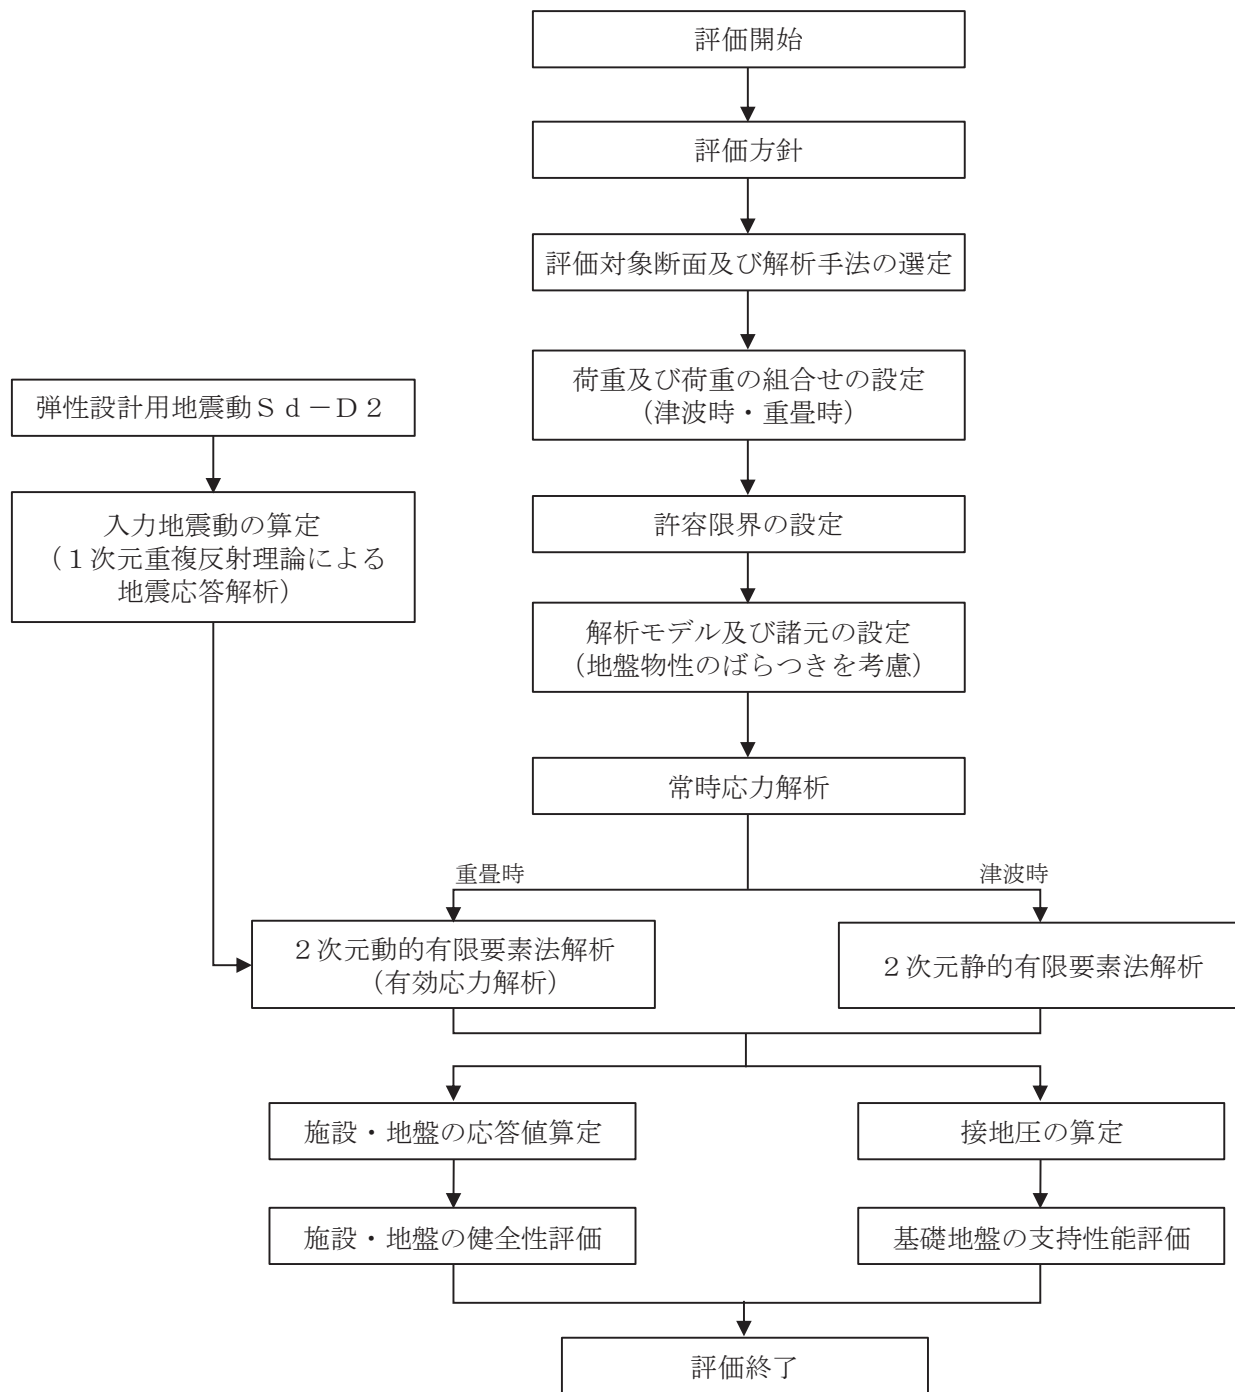 評価開始
評価方針
評価対象断面及び解析手法の選定
荷重及び荷重の組合せの設定
（津波時・重畳時）
弾性設計用地震動Ｓｄ－Ｄ２
入力地震動の算定
（１次元重複反射理論による
地震応答解析）
許容限界の設定
解析モデル及び諸元の設定
（地盤物性のばらつきを考慮）
常時応力解析
重畳時
津波時
２次元動的有限要素法解析
（有効応力解析）
２次元静的有限要素法解析
施設・地盤の応答値算定
接地圧の算定
施設・地盤の健全性評価
基礎地盤の支持性能評価
評価終了